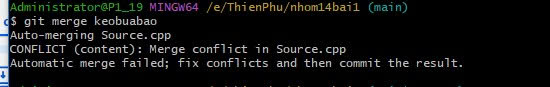 Administrator@P1_19 MINGW64 /e/ThienPhu/nhom14bai1 (main)
$ git merge keobuabao
Auto-merging Source.cpp
CONFLICT (content): Merge conflict in Source.cpp
Automatic merge failed; fix conflicts and then commit the result.